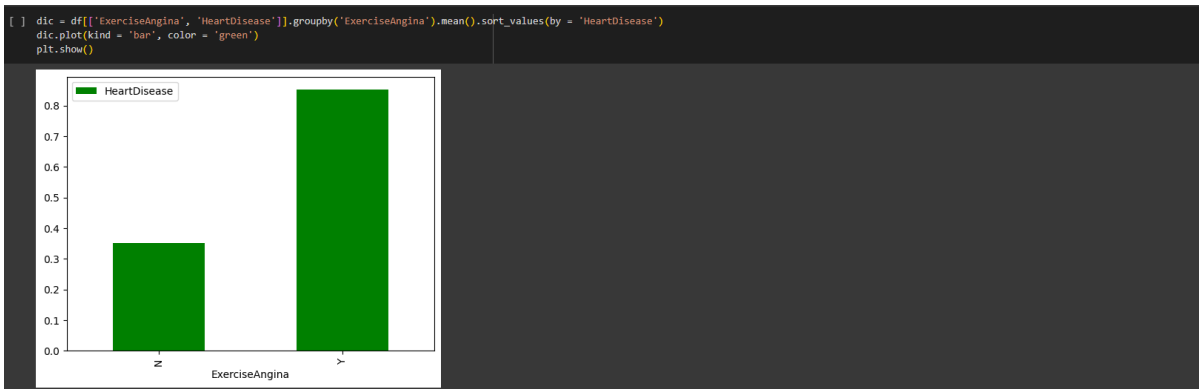 [ ] dic = df[['ExerciseAngina', 'HeartDisease']].groupby('ExerciseAngina').mean().sort_values(by = 'HeartDisease')
dic.plot(kind = 'bar', color = 'green')
plt.show()
HeartDisease
0.8
0.7
0.6
0.5
0.4
0.3
0.2
0.1
0.0
N
Y
ExerciseAngina